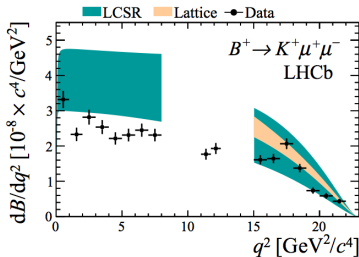 LCSR Lattice Data
B⁺→ K⁺μ⁺μ⁻
LHCb
dB/dq² [10⁻⁸ × c⁴/GeV²]
5
4
3
2
1
0
0 5 10 15 20
q² [GeV²/c⁴]